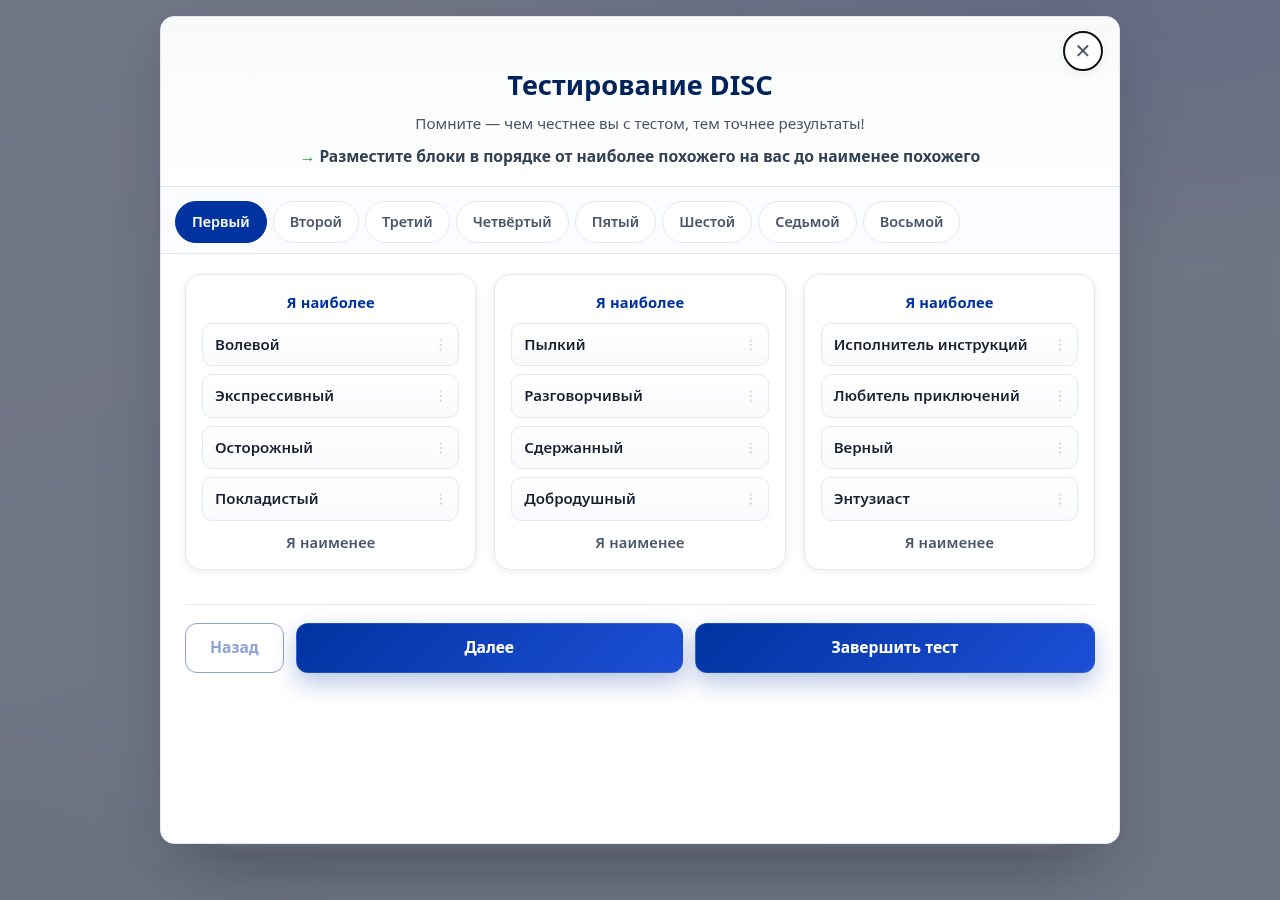 ✕
Тестирование DISC
Помните — чем честнее вы с тестом, тем точнее результаты!
→ Разместите блоки в порядке от наиболее похожего на вас до наименее похожего
Первый
Второй
Третий
Четвёртый
Пятый
Шестой
Седьмой
Восьмой
Я наиболее
Волевой
Экспрессивный
Осторожный
Покладистый
Я наименее
Я наиболее
Пылкий
Разговорчивый
Сдержанный
Добродушный
Я наименее
Я наиболее
Исполнитель инструкций
Любитель приключений
Верный
Энтузиаст
Я наименее
Назад
Далее
Завершить тест